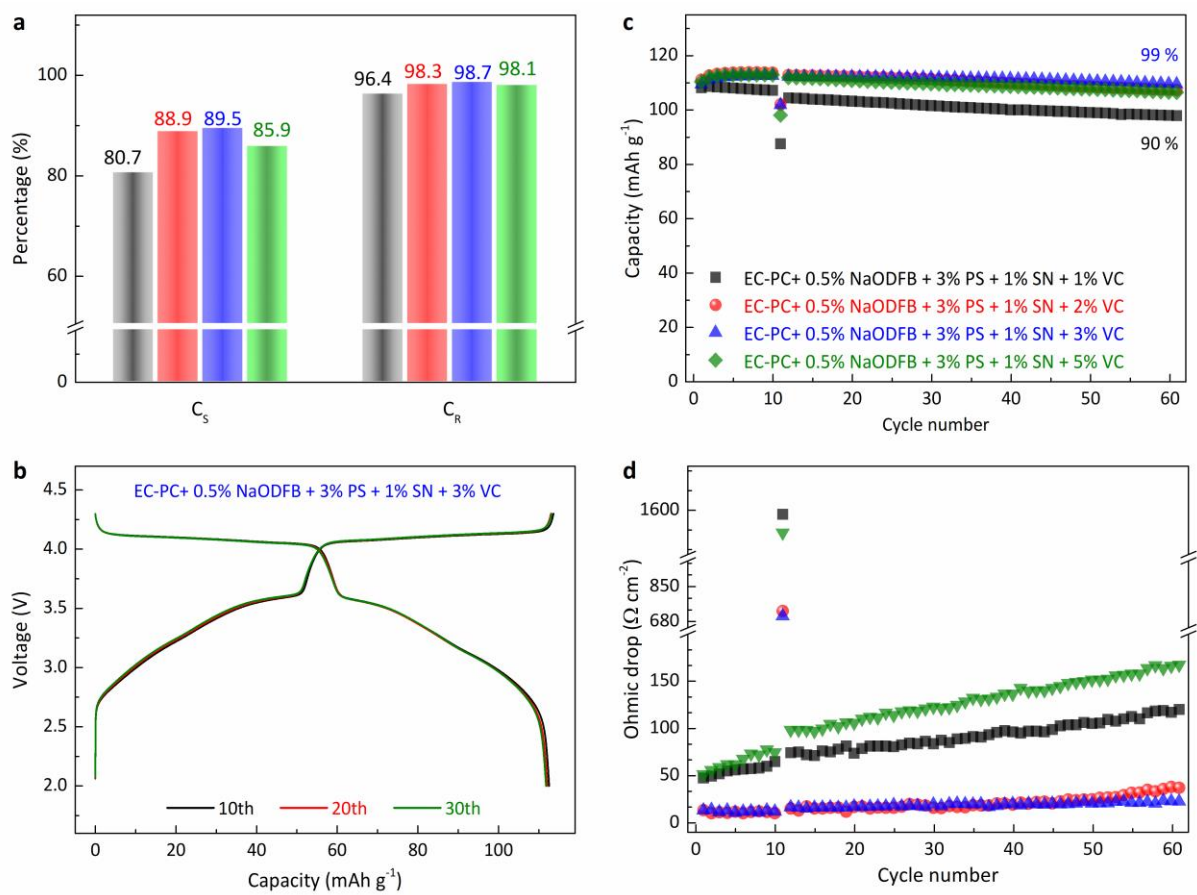 a
Percentage (%)
100
80
60
0
80.7
88.9
89.5
85.9
96.4
98.3
98.7
98.1
C_S
C_R
b
EC-PC+ 0.5% NaODFB + 3% PS + 1% SN + 3% VC
Voltage (V)
4.5
4.0
3.5
3.0
2.5
2.0
10th
20th
30th
0
20
40
60
80
100
Capacity (mAh g⁻¹)
c
Capacity (mAh g⁻¹)
120
100
80
60
40
20
0
99 %
90 %
EC-PC+ 0.5% NaODFB + 3% PS + 1% SN + 1% VC
EC-PC+ 0.5% NaODFB + 3% PS + 1% SN + 2% VC
EC-PC+ 0.5% NaODFB + 3% PS + 1% SN + 3% VC
EC-PC+ 0.5% NaODFB + 3% PS + 1% SN + 5% VC
0
10
20
30
40
50
60
Cycle number
d
Ohmic drop (Ω cm⁻²)
1600
850
680
150
100
50
0
0
10
20
30
40
50
60
Cycle number